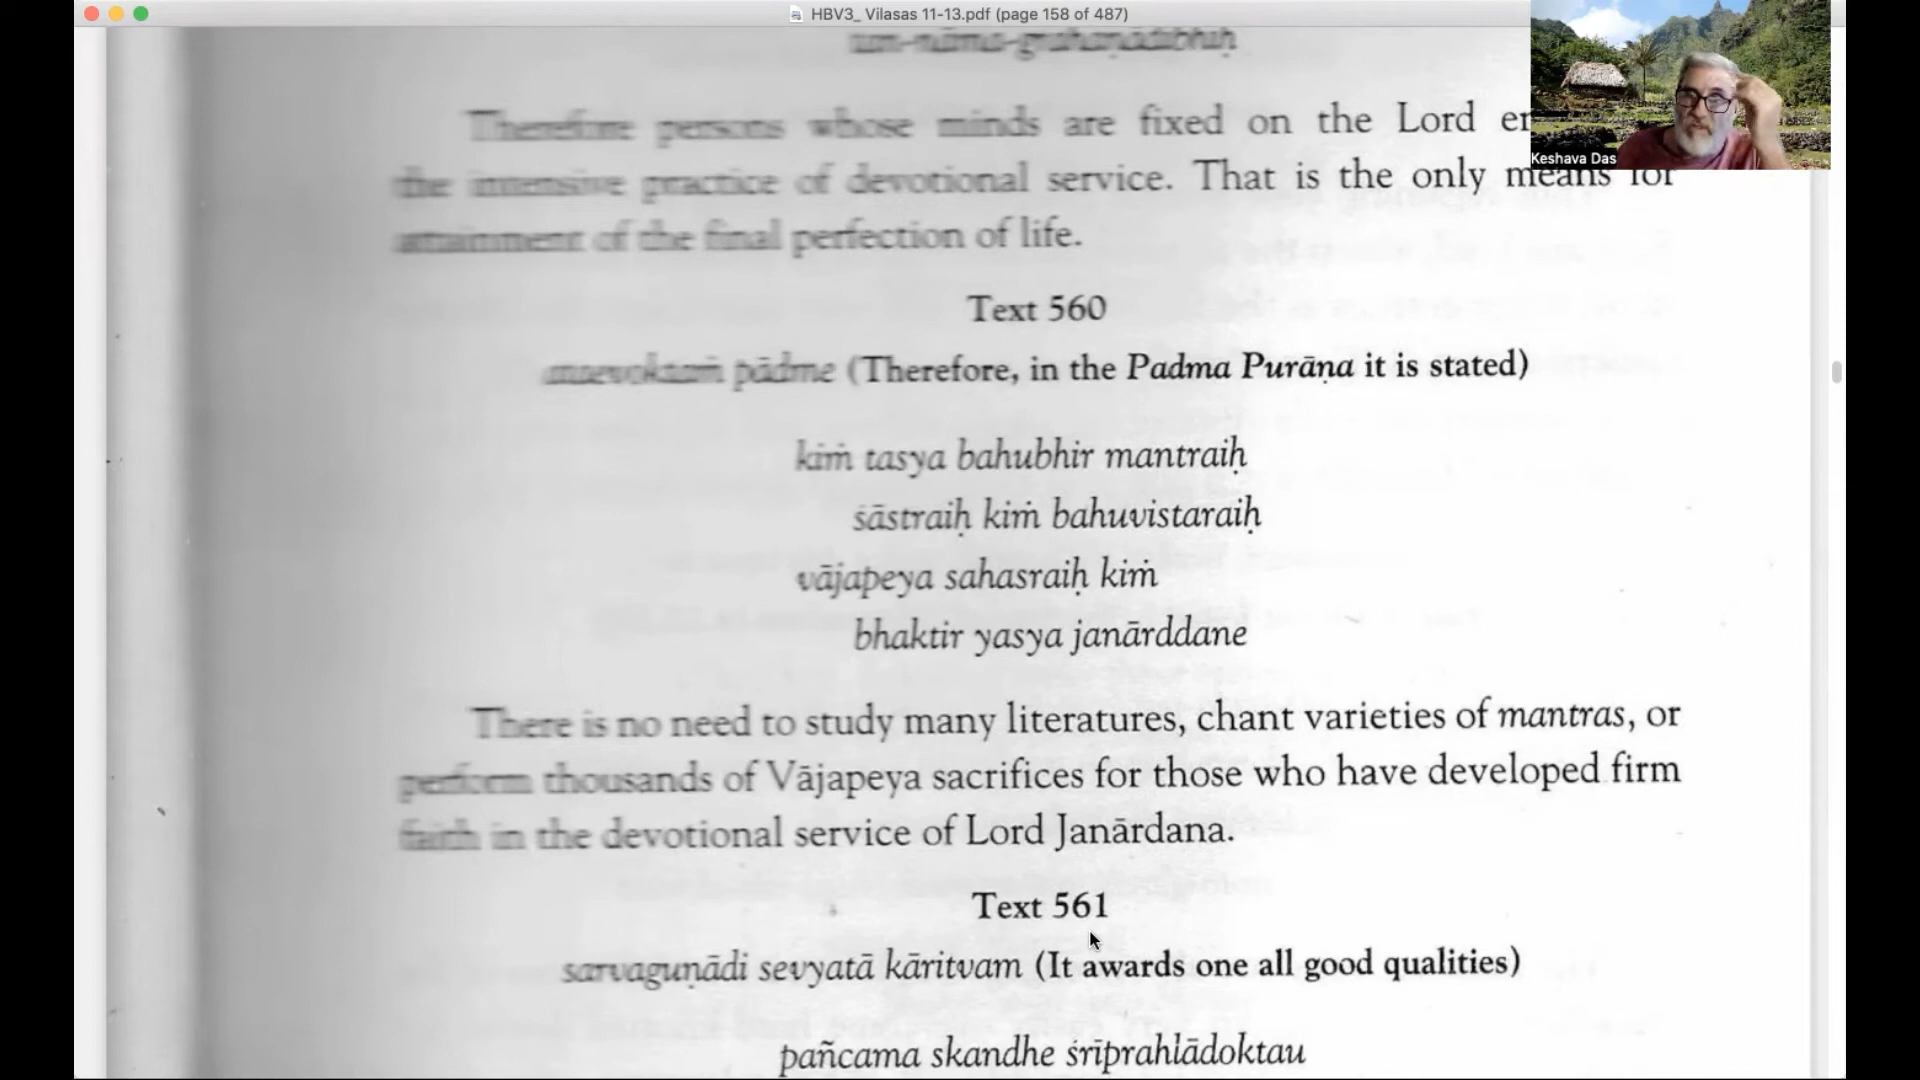 HBV3_ Vilasas 11-13.pdf (page 158 of 487)
Keshava Das
Therefore persons whose minds are fixed on the Lord
the intensive practice of devotional service. That is the only means for
attainment of the final perfection of life.
Text 560
pādme (Therefore, in the Padma Purāṇa it is stated)
kiṁ tasya bahubhir mantraiḥ
śāstraiḥ kiṁ bahuvistaraiḥ
vājapeya sahasraiḥ kiṁ
bhaktir yasya janārddane
There is no need to study many literatures, chant varieties of mantras, or
perform thousands of Vājapeya sacrifices for those who have developed firm
faith in the devotional service of Lord Janārdana.
Text 561
sarvaguṇādi sevyatā kāritvam (It awards one all good qualities)
pañcama skandhe śrīprahlādoktau